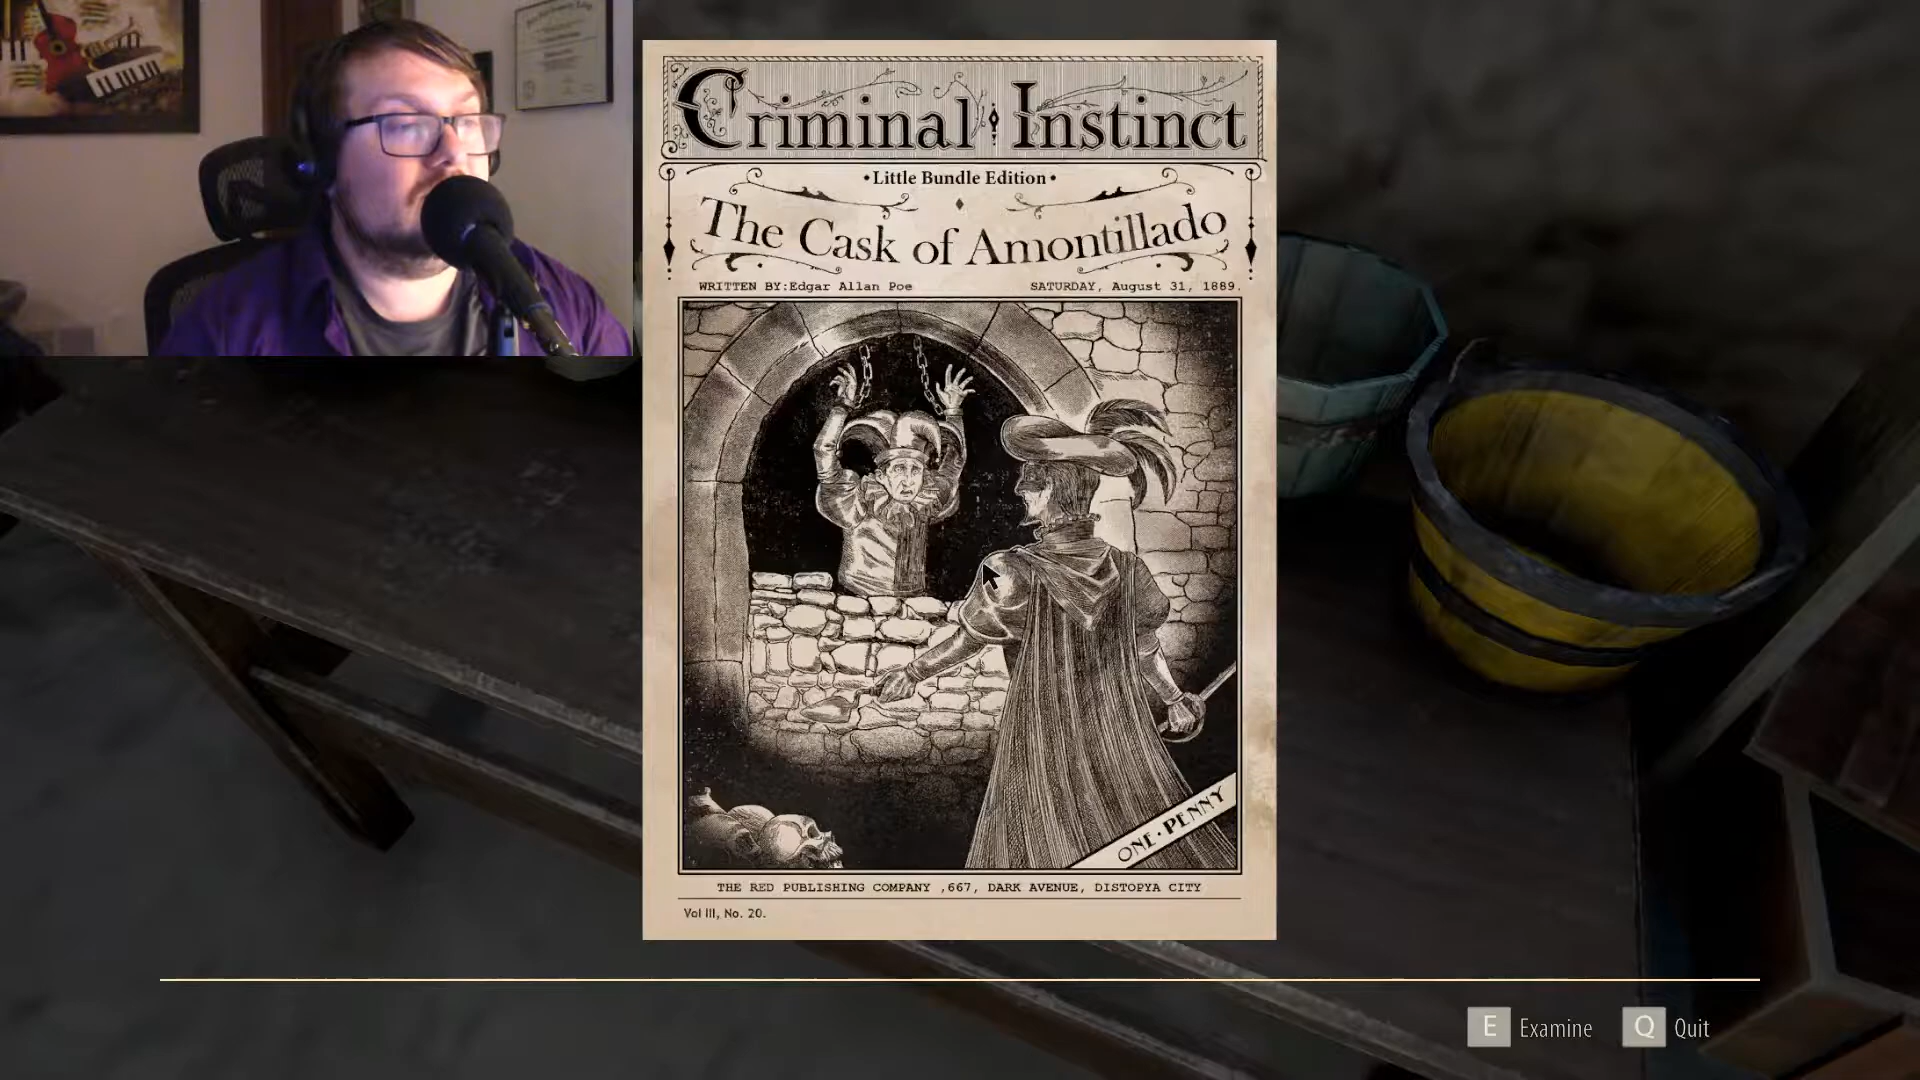 Criminal Instinct
•Little Bundle Edition•
The Cask of Amontillado
WRITTEN BY:Edgar Allan Poe
SATURDAY, August 31, 1889.
ONE·PENNY
THE RED PUBLISHING COMPANY ,667, DARK AVENUE, DISTOPYA CITY
Vol III, No. 20.
E Examine Q Quit